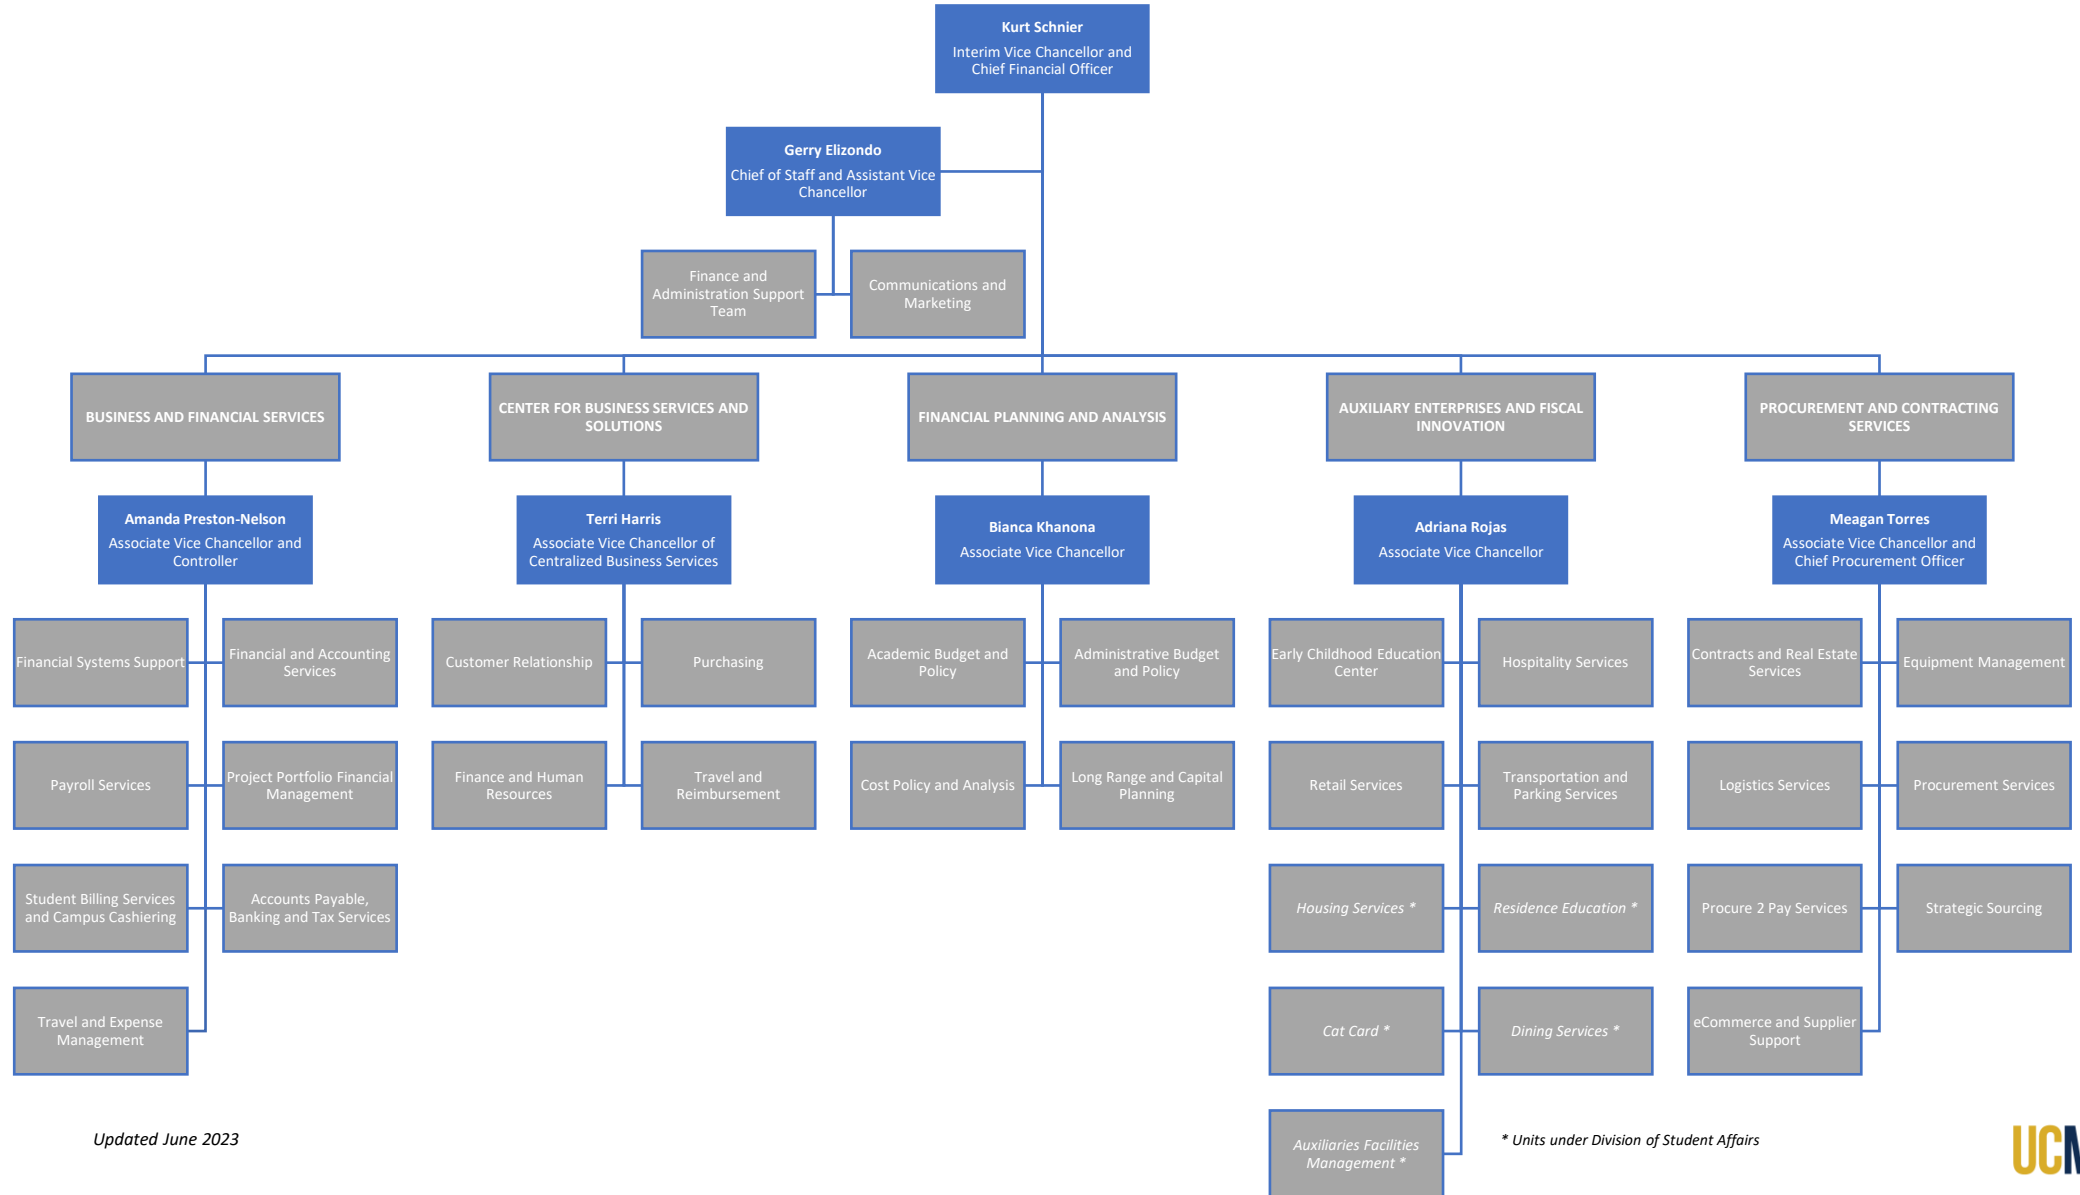 Kurt Schnier
Interim Vice Chancellor and
Chief Financial Officer
Gerry Elizondo
Chief of Staff and Assistant Vice
Chancellor
Finance and
Administration Support
Team
Communications and
Marketing
BUSINESS AND FINANCIAL SERVICES
CENTER FOR BUSINESS SERVICES AND
SOLUTIONS
FINANCIAL PLANNING AND ANALYSIS
AUXILIARY ENTERPRISES AND FISCAL
INNOVATION
PROCUREMENT AND CONTRACTING
SERVICES
Amanda Preston-Nelson
Associate Vice Chancellor and
Controller
Terri Harris
Associate Vice Chancellor of
Centralized Business Services
Bianca Khanona
Associate Vice Chancellor
Adriana Rojas
Associate Vice Chancellor
Meagan Torres
Associate Vice Chancellor and
Chief Procurement Officer
Financial Systems Support
Financial and Accounting
Services
Customer Relationship
Purchasing
Academic Budget and
Policy
Administrative Budget
and Policy
Early Childhood Education
Center
Hospitality Services
Contracts and Real Estate
Services
Equipment Management
Payroll Services
Project Portfolio Financial
Management
Finance and Human
Resources
Travel and
Reimbursement
Cost Policy and Analysis
Long Range and Capital
Planning
Retail Services
Transportation and
Parking Services
Logistics Services
Procurement Services
Student Billing Services
and Campus Cashiering
Accounts Payable,
Banking and Tax Services
Housing Services *
Residence Education *
Procure 2 Pay Services
Strategic Sourcing
Travel and Expense
Management
Cat Card *
Dining Services *
eCommerce and Supplier
Support
Auxiliaries Facilities
Management *
Updated June 2023
* Units under Division of Student Affairs
UC